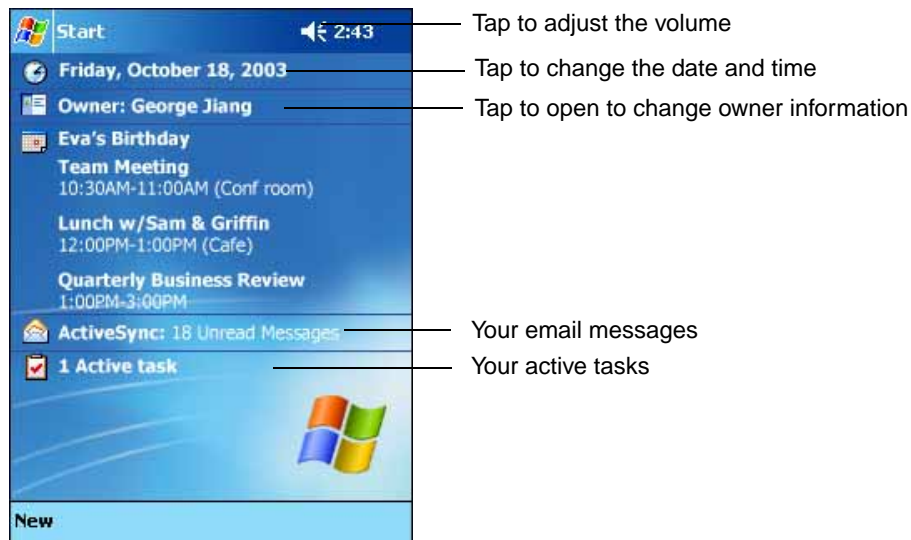 Start 2:43 Tap to adjust the volume
Friday, October 18, 2003 Tap to change the date and time
Owner: George Jiang Tap to open to change owner information
Eva's Birthday
Team Meeting
10:30AM-11:00AM (Conf room)
Lunch w/Sam & Griffin
12:00PM-1:00PM (Cafe)
Quarterly Business Review
1:00PM-3:00PM
ActiveSync: 18 Unread Messages Your email messages
1 Active task Your active tasks
New